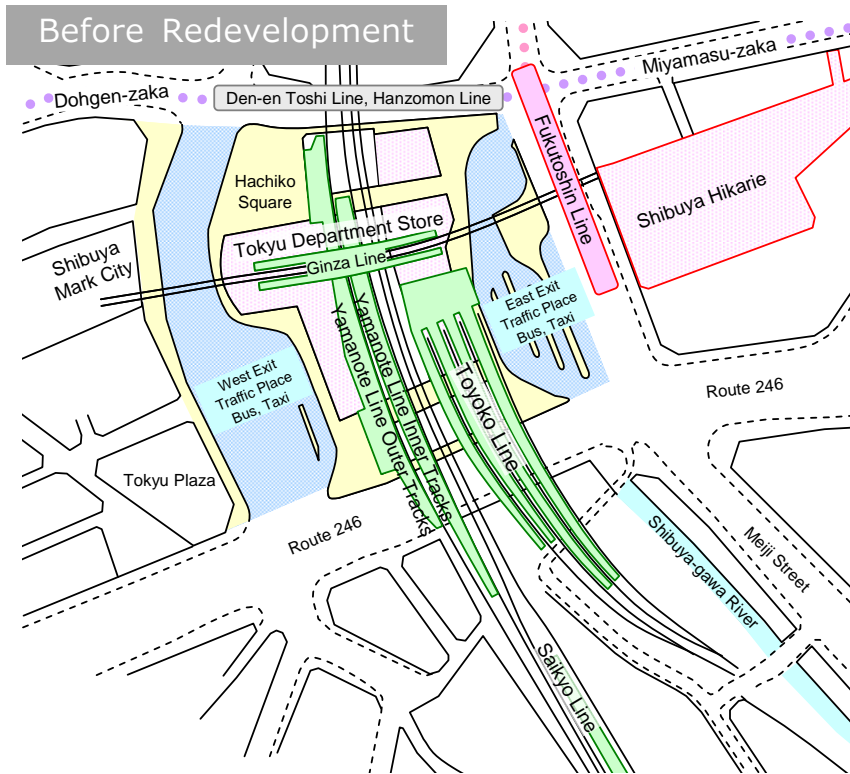 Before Redevelopment
Miyamasu-zaka
Dohgen-zaka
Den-en Toshi Line, Hanzomon Line
Fukutoshin Line
Hachiko
Square
Shibuya Hikarie
Tokyu Department Store
Shibuya
Mark City
Ginza Line
East Exit
Traffic Place
Bus, Taxi
Yamanote Line Inner Tracks
Yamanote Line Outer Tracks
West Exit
Traffic Place
Bus, Taxi
Toyoko Line
Route 246
Tokyu Plaza
Route 246
Shibuya-gawa River
Meiji Street
Saikyo Line